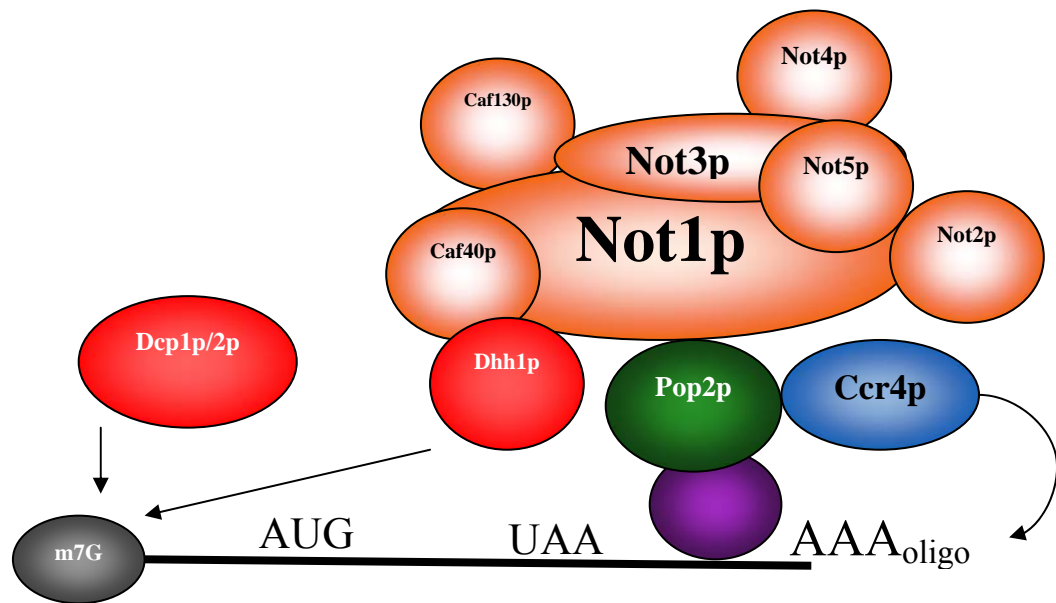 Not4p
Caf130p
Not3p
Not5p
Not1p
Not2p
Caf40p
Dcp1p/2p
Dhh1p
Pop2p
Ccr4p
m7G
AUG
UAA
AAAoligo